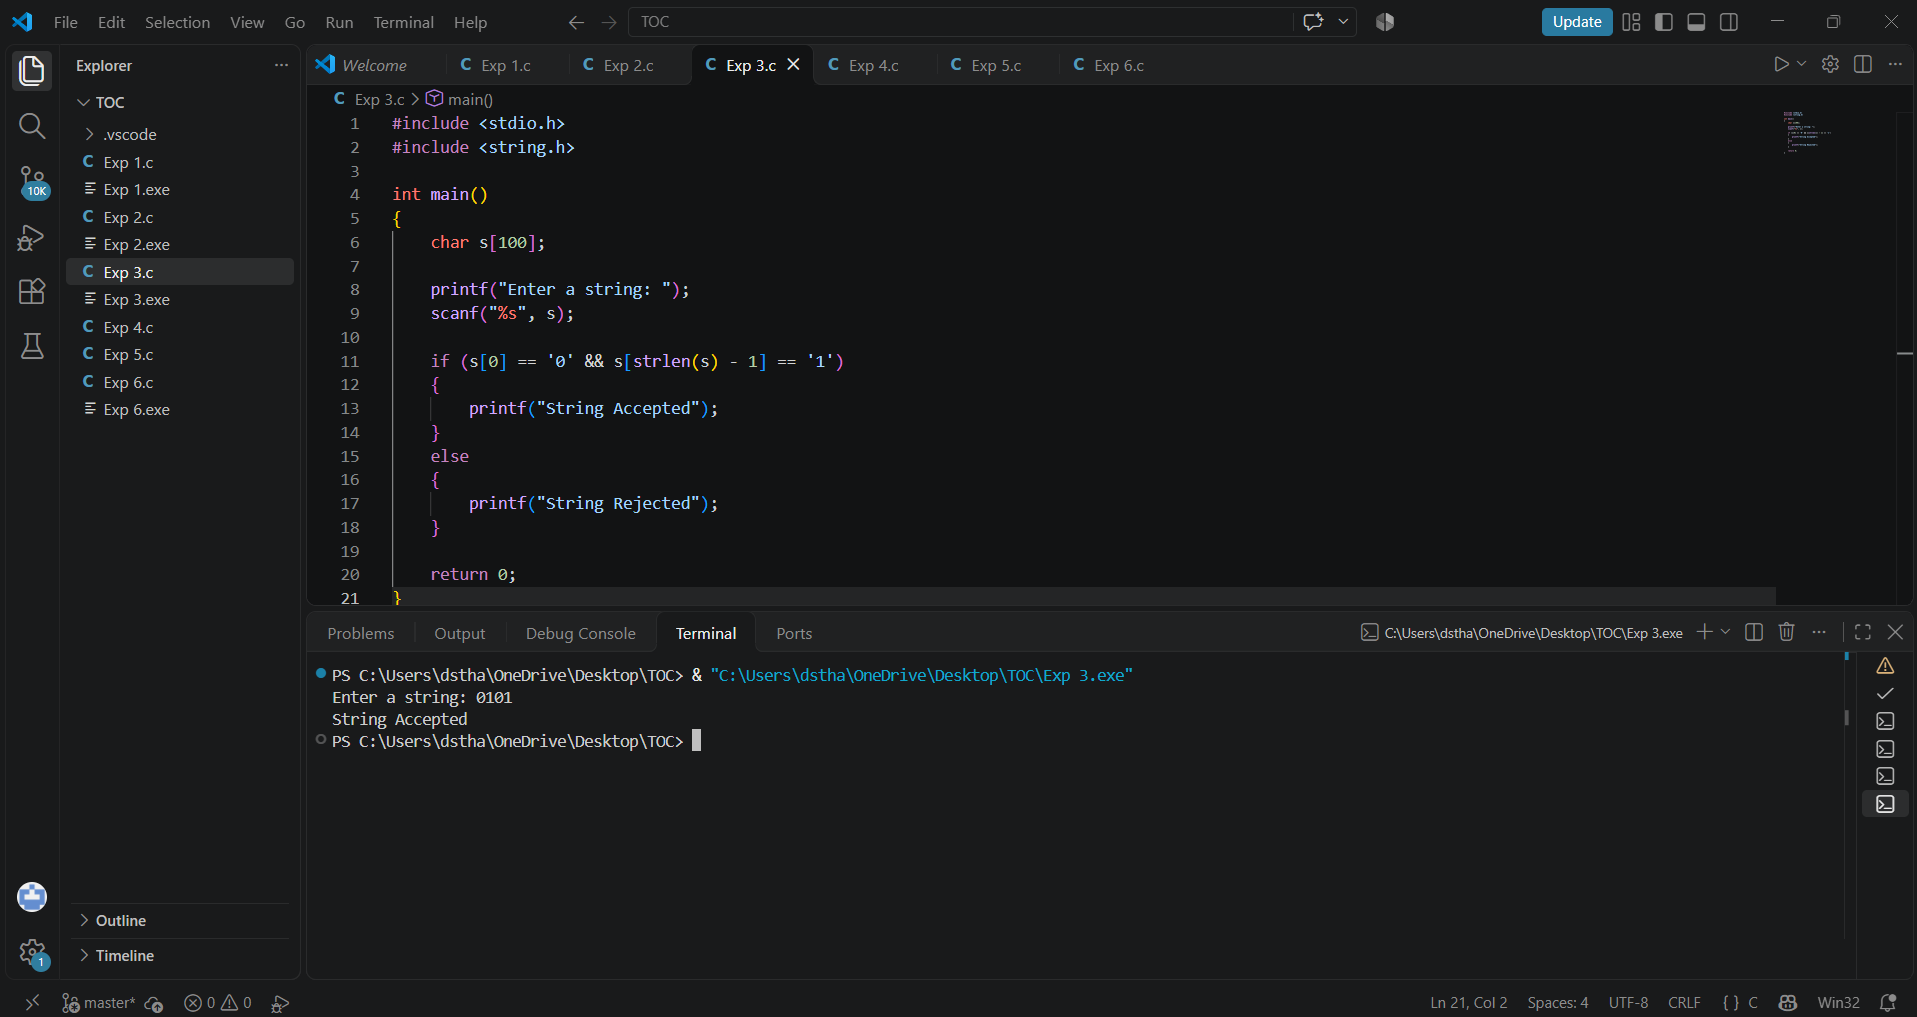 File Edit Selection View Go Run Terminal Help
TOC
Update
Explorer
Welcome
Exp 1.c
Exp 2.c
Exp 3.c
Exp 4.c
Exp 5.c
Exp 6.c
TOC
.vscode
Exp 1.c
Exp 1.exe
Exp 2.c
Exp 2.exe
Exp 3.c
Exp 3.exe
Exp 4.c
Exp 5.c
Exp 6.c
Exp 6.exe
10K
Exp 3.c > main()
1 #include <stdio.h>
2 #include <string.h>
3
4 int main()
5 {
6 char s[100];
7
8 printf("Enter a string: ");
9 scanf("%s", s);
10
11 if (s[0] == '0' && s[strlen(s) - 1] == '1')
12 {
13 printf("String Accepted");
14 }
15 else
16 {
17 printf("String Rejected");
18 }
19
20 return 0;
21 }
Problems Output Debug Console Terminal Ports
C:\Users\dstha\OneDrive\Desktop\TOC\Exp 3.exe
PS C:\Users\dstha\OneDrive\Desktop\TOC> & "C:\Users\dstha\OneDrive\Desktop\TOC\Exp 3.exe"
Enter a string: 0101
String Accepted
PS C:\Users\dstha\OneDrive\Desktop\TOC>
Outline
Timeline
1
master* 0 0
Ln 21, Col 2 Spaces: 4 UTF-8 CRLF { } C Win32